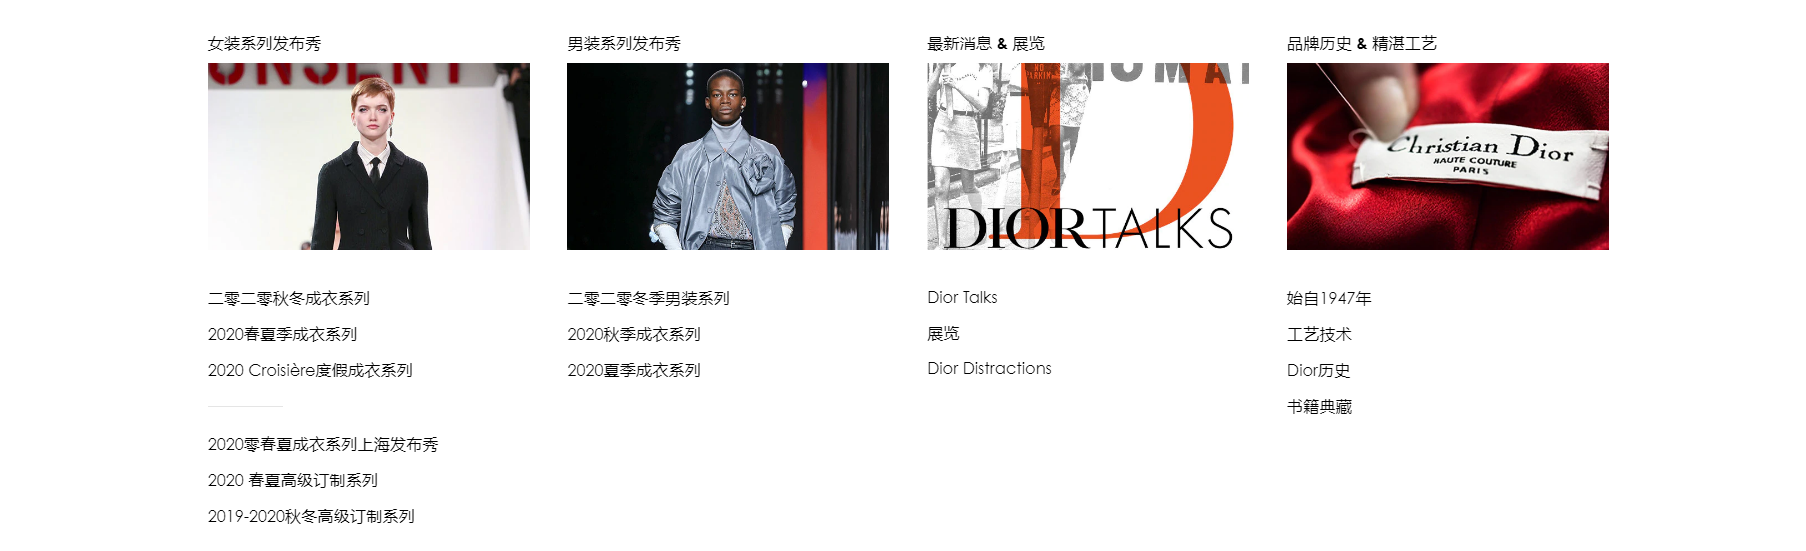 女装系列发布秀
男装系列发布秀
最新消息 & 展览
品牌历史 & 精湛工艺
Christian Dior
HAUTE COUTURE
PARIS
DIORTALKS
二零二零秋冬成衣系列
2020春夏季成衣系列
2020 Croisière度假成衣系列
2020零春夏成衣系列上海发布秀
2020 春夏高级订制系列
2019-2020秋冬高级订制系列
二零二零冬季男装系列
2020秋季成衣系列
2020夏季成衣系列
Dior Talks
展览
Dior Distractions
始自1947年
工艺技术
Dior历史
书籍典藏